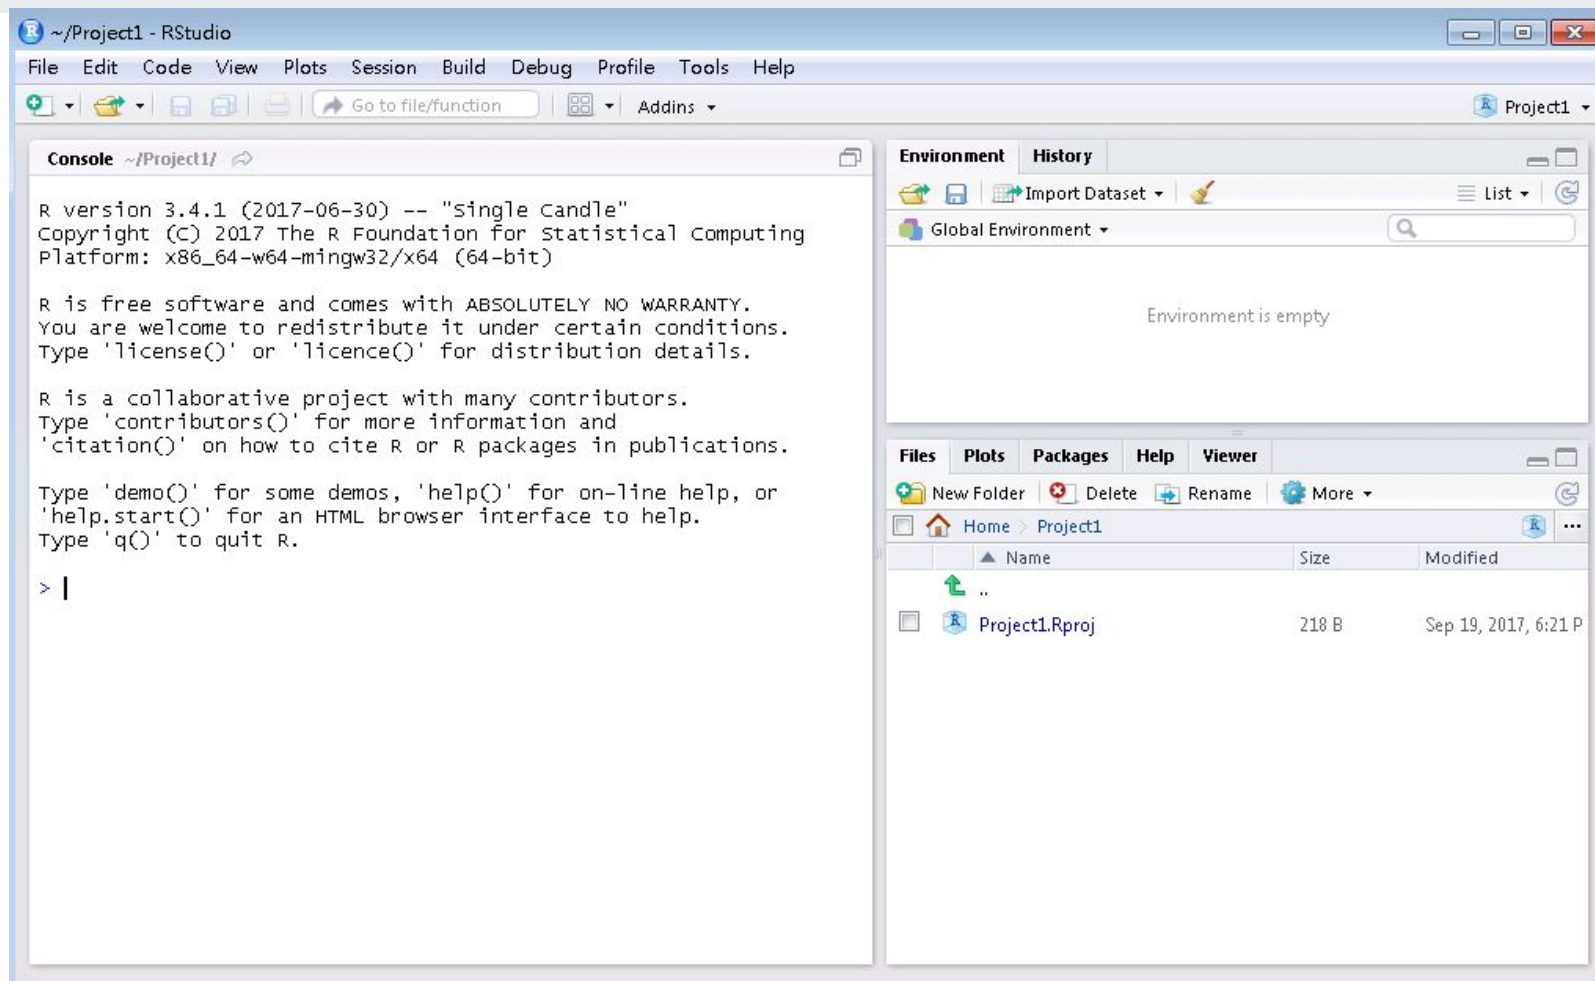 ~/Project1 - RStudio
File Edit Code View Plots Session Build Debug Profile Tools Help
Go to file/function Addins Project1
Console ~/Project1/
R version 3.4.1 (2017-06-30) -- "Single Candle"
Copyright (C) 2017 The R Foundation for Statistical Computing
Platform: x86_64-w64-mingw32/x64 (64-bit)
R is free software and comes with ABSOLUTELY NO WARRANTY.
You are welcome to redistribute it under certain conditions.
Type 'license()' or 'licence()' for distribution details.
R is a collaborative project with many contributors.
Type 'contributors()' for more information and
'citation()' on how to cite R or R packages in publications.
Type 'demo()' for some demos, 'help()' for on-line help, or
'help.start()' for an HTML browser interface to help.
Type 'q()' to quit R.
>
Environment History
Import Dataset List
Global Environment
Environment is empty
Files Plots Packages Help Viewer
New Folder Delete Rename More
Home Project1 ...
Name Size Modified
..
Project1.Rproj 218 B Sep 19, 2017, 6:21 P